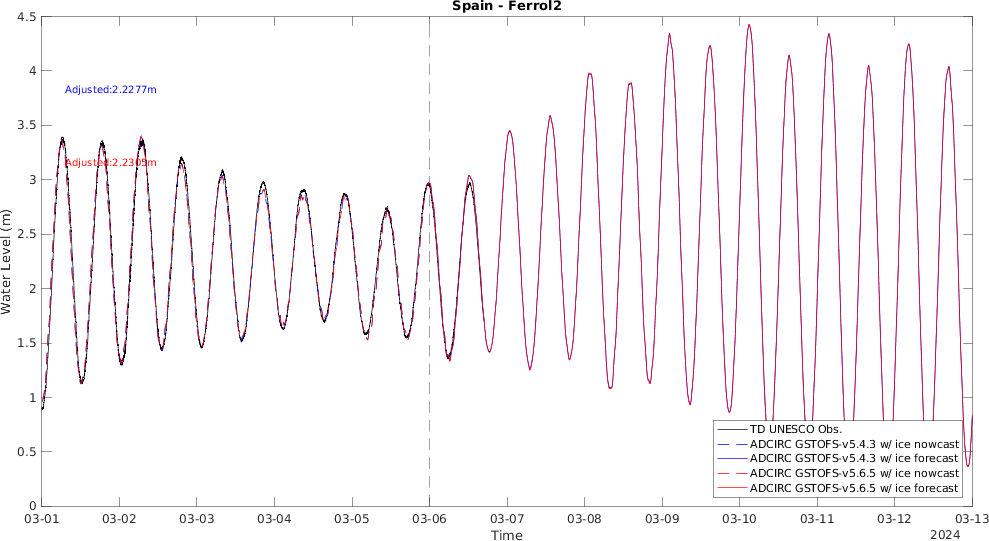 Spain - Ferrol2
4.5
4
3.5
3
2.5
2
1.5
1
0.5
0
Water Level (m)
Adjusted:2.2277m
Adjusted:2.2305m
TD UNESCO Obs.
ADCIRC GSTOFS-v5.4.3 w/ ice nowcast
ADCIRC GSTOFS-v5.4.3 w/ ice forecast
ADCIRC GSTOFS-v5.6.5 w/ ice nowcast
ADCIRC GSTOFS-v5.6.5 w/ ice forecast
03-01 03-02 03-03 03-04 03-05 03-06 03-07 03-08 03-09 03-10 03-11 03-12 03-13
Time
2024